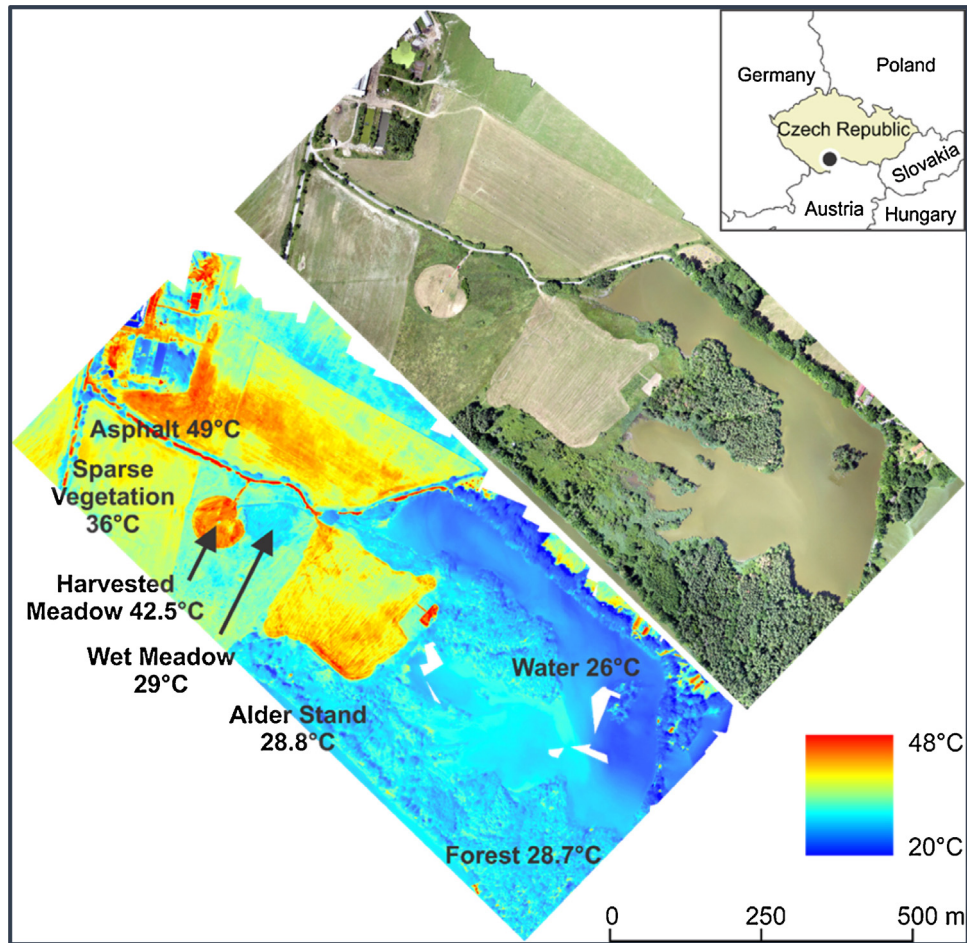 Germany
Poland
Czech Republic
Slovakia
Austria
Hungary
Asphalt 49°C
Sparse
Vegetation
36°C
Harvested
Meadow 42.5°C
Wet Meadow
29°C
Water 26°C
Alder Stand
28.8°C
Forest 28.7°C
48°C
20°C
0
250
500 m